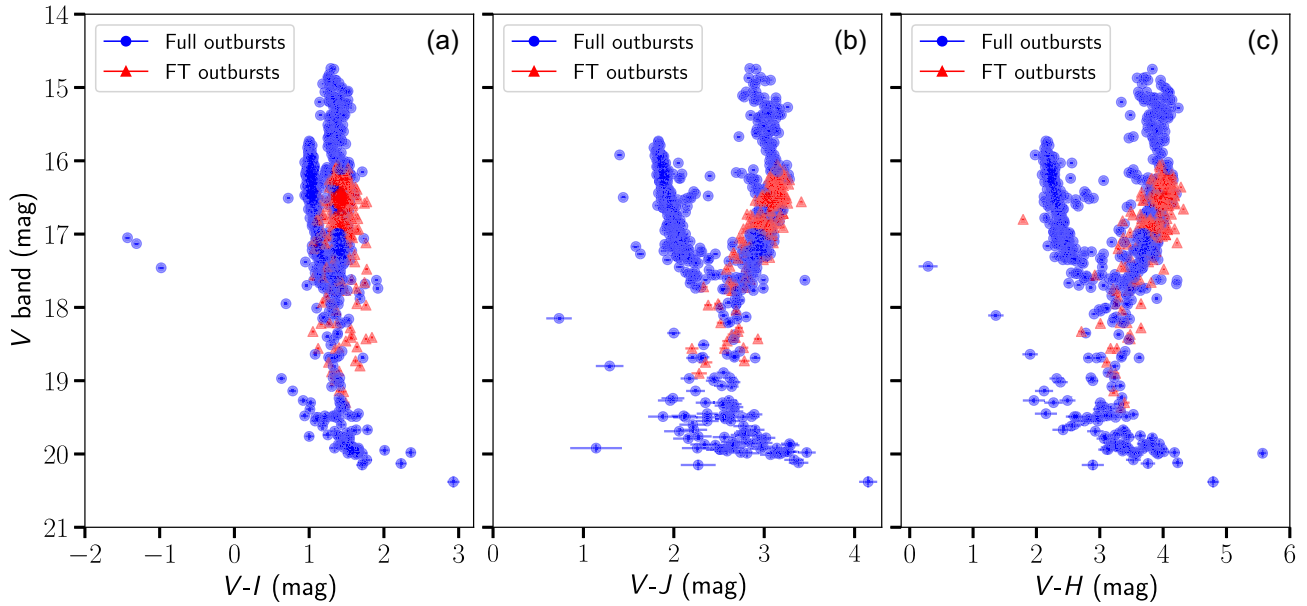 14
15
16
17
18
19
20
21
V band (mag)
Full outbursts
FT outbursts
(a)
−2 −1 0 1 2 3
V-I (mag)
Full outbursts
FT outbursts
(b)
0 1 2 3 4
V-J (mag)
Full outbursts
FT outbursts
(c)
0 1 2 3 4 5 6
V-H (mag)